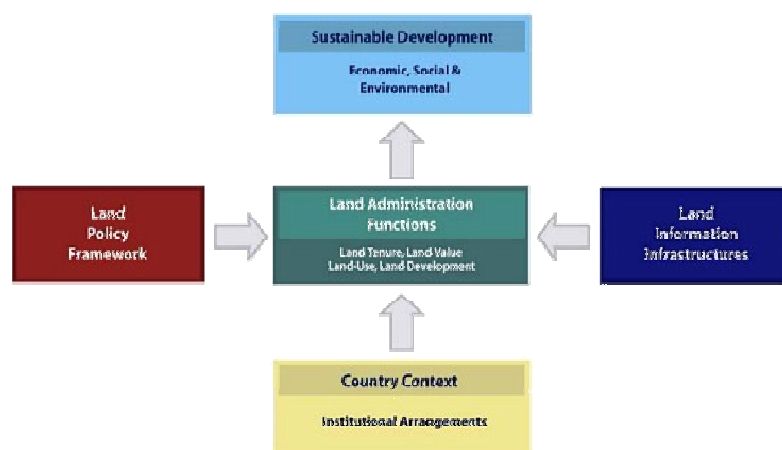 Sustainable Development
Economic, Social &
Environmental
Land
Policy
Framework
Land Administration
Functions
Land Tenure, Land Value
Land-Use, Land Development
Land
Information
Infrastructures
Country Context
Institutional Arrangements